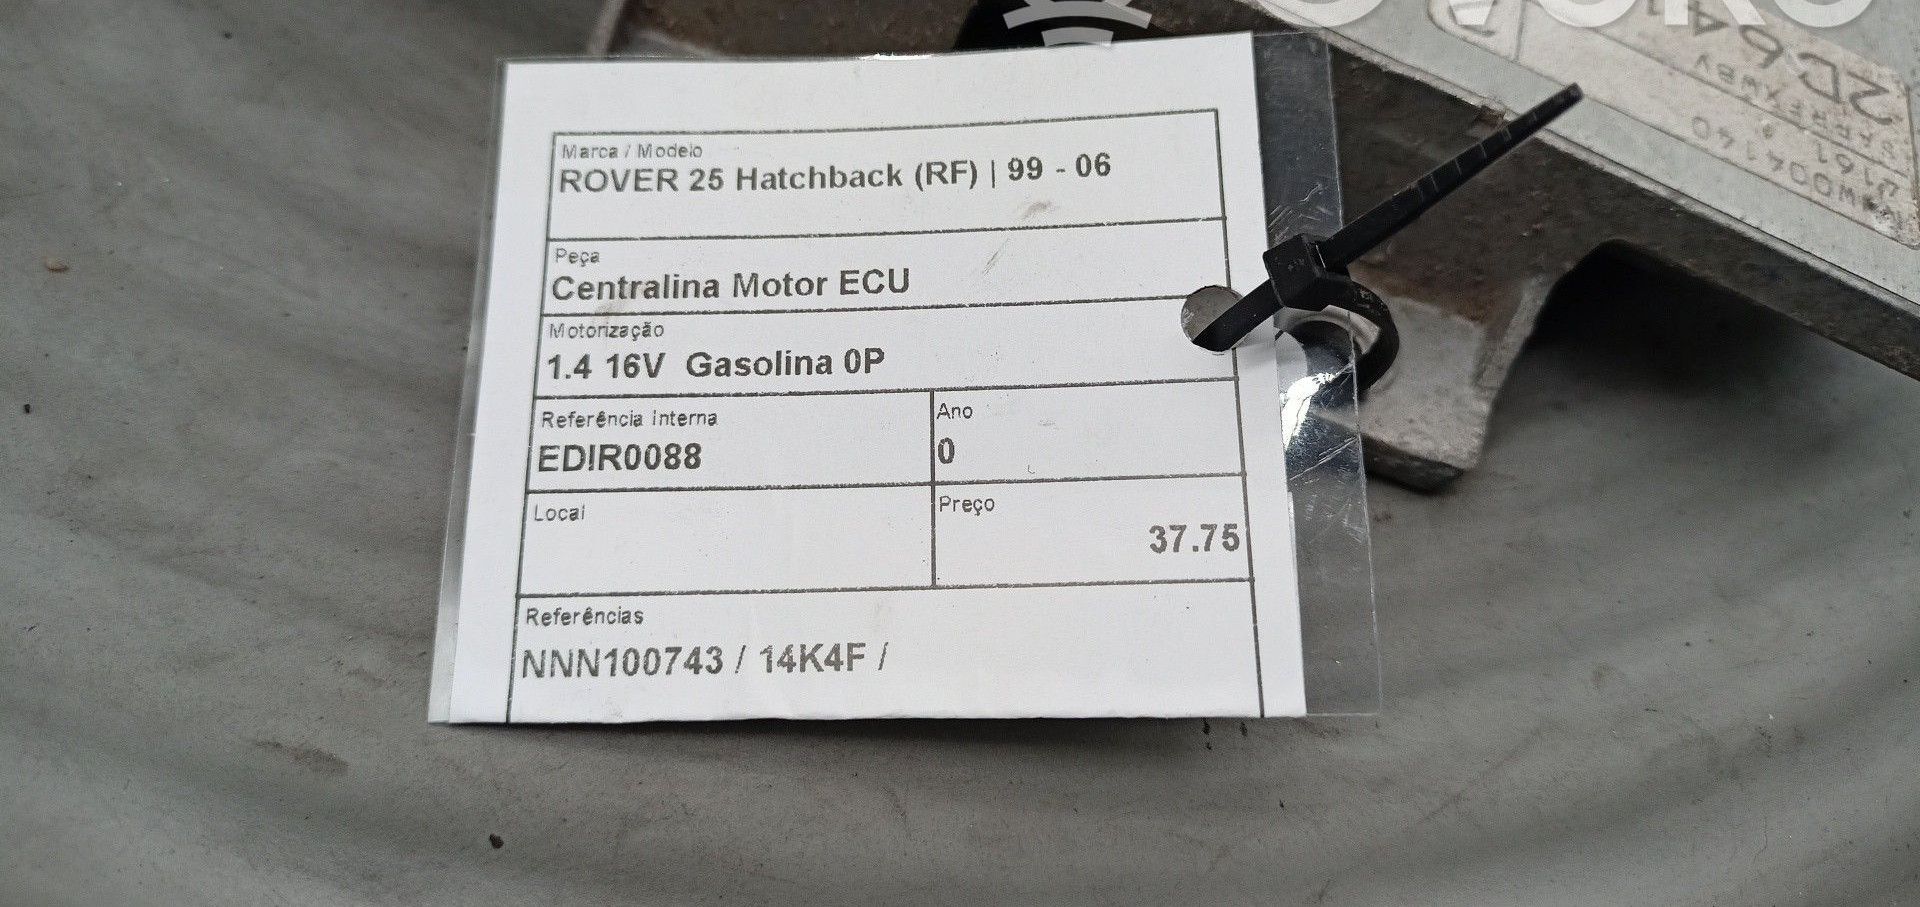 Marca / Modelo
ROVER 25 Hatchback (RF) | 99 - 06
Peça
Centralina Motor ECU
Motorização
1.4 16V Gasolina 0P
Referência interna
EDIR0088
Ano
0
Local
Preço
37.75
Referências
NNN100743 / 14K4F /